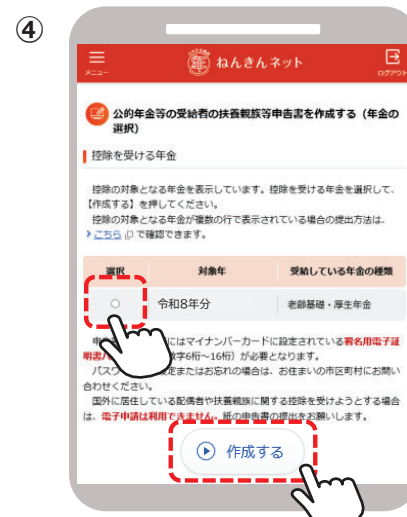 ④
メニュー
ねんきんネット
ログアウト
公的年金等の受給者の扶養親族等申告書を作成する(年金の
選択)
控除を受ける年金
控除の対象となる年金を表示しています。控除を受ける年金を選択して、
【作成する】を押してください。
控除の対象となる年金が複数の行で表示されている場合の提出方法は、
こちら で確認できます。
選択 対象年 受給している年金の種類
令和8年分 老齢基礎・厚生年金
にはマイナンバーカードに設定されている署名用電子証
明書 数字6桁~16桁)が必要となります。
パスワ 定またはお忘れの場合は、お住まいの市区町村にお問い
合わせください。
国外に居住している配偶者や扶養親族に関する控除を受けようとする場合
は、電子申請は利用できません。紙の申告書の提出をお願いします。
作成する